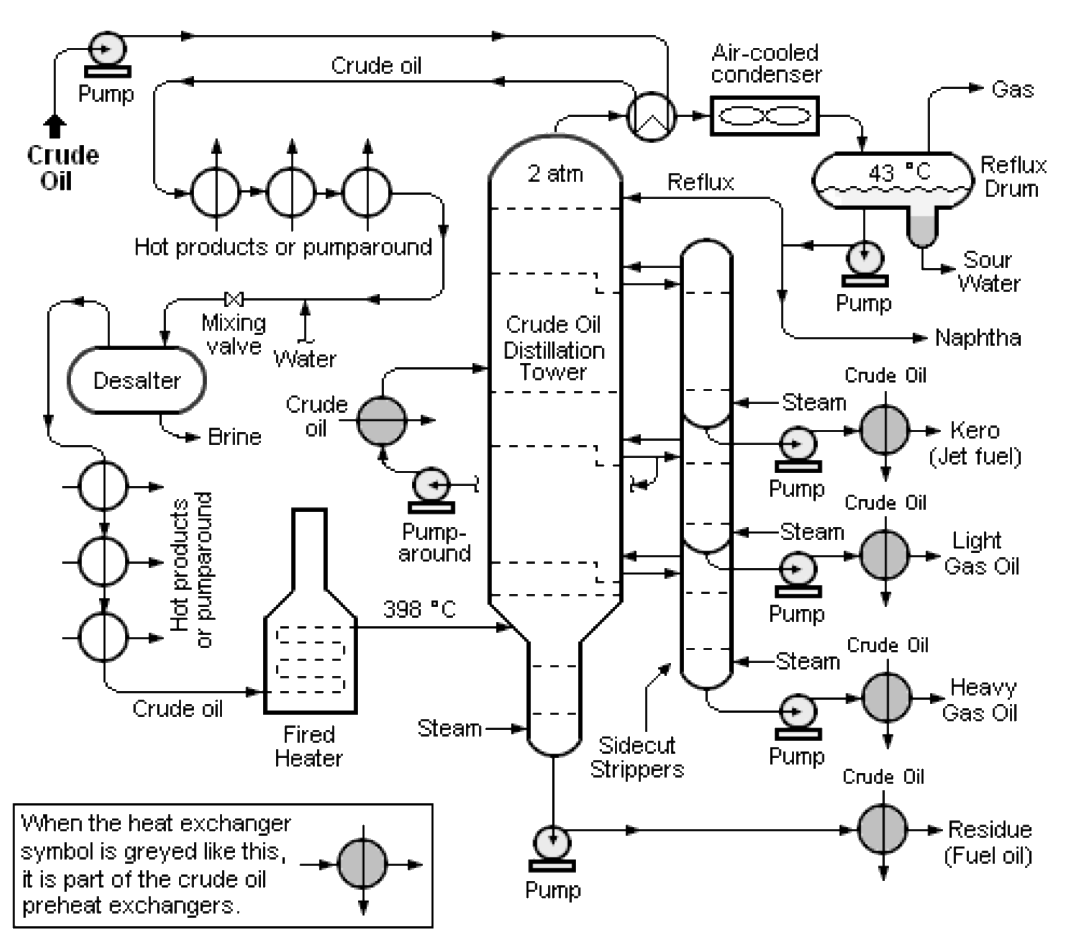 Crude
Oil
Pump
Crude oil
Air-cooled
condenser
Gas
43 °C
Reflux
Drum
2 atm
Reflux
Hot products or pumparound
Sour
Water
Pump
Mixing
valve
Water
Naphtha
Desalter
Brine
Crude Oil
Distillation
Tower
Crude
oil
Pump-
around
Steam
Crude Oil
Kero
(Jet fuel)
Pump
Hot products
or pumparound
Steam
Crude Oil
Light
Gas Oil
Pump
398 °C
Steam
Crude Oil
Heavy
Gas Oil
Pump
Crude oil
Fired
Heater
Steam
Sidecut
Strippers
Crude Oil
Residue
(Fuel oil)
Pump
When the heat exchanger
symbol is greyed like this,
it is part of the crude oil
preheat exchangers.